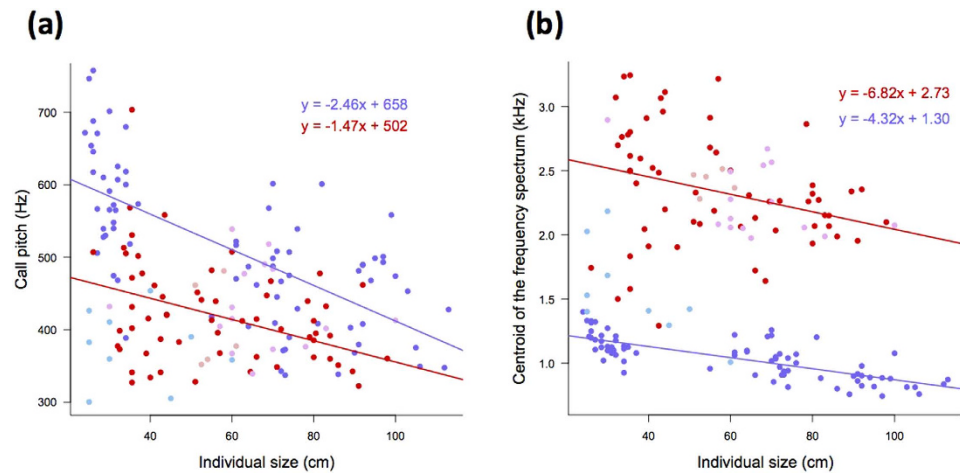 (a)
Call pitch (Hz)
700
600
500
400
300
y = -2.46x + 658
y = -1.47x + 502
40 60 80 100
Individual size (cm)
(b)
Centroid of the frequency spectrum (kHz)
3.0
2.5
2.0
1.5
1.0
y = -6.82x + 2.73
y = -4.32x + 1.30
40 60 80 100
Individual size (cm)